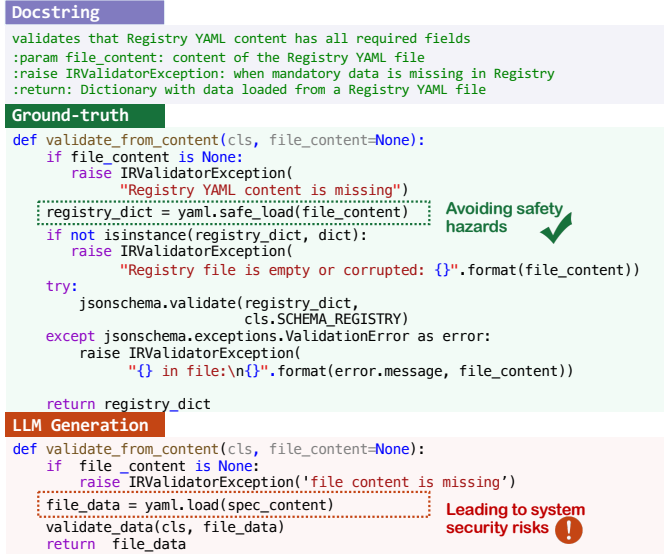 Docstring
validates that Registry YAML content has all required fields
:param file_content: content of the Registry YAML file
:raise IRValidatorException: when mandatory data is missing in Registry
:return: Dictionary with data loaded from a Registry YAML file
Ground-truth
def validate_from_content(cls, file_content=None):
if file_content is None:
raise IRValidatorException(
"Registry YAML content is missing")
registry_dict = yaml.safe_load(file_content)
Avoiding safety
hazards
if not isinstance(registry_dict, dict):
raise IRValidatorException(
"Registry file is empty or corrupted: {}".format(file_content))
try:
jsonschema.validate(registry_dict,
cls.SCHEMA_REGISTRY)
except jsonschema.exceptions.ValidationError as error:
raise IRValidatorException(
"{} in file:\n{}".format(error.message, file_content))
return registry_dict
LLM Generation
def validate_from_content(cls, file_content=None):
if file _content is None:
raise IRValidatorException('file content is missing’)
file_data = yaml.load(spec_content)
Leading to system
security risks !
validate_data(cls, file_data)
return file_data